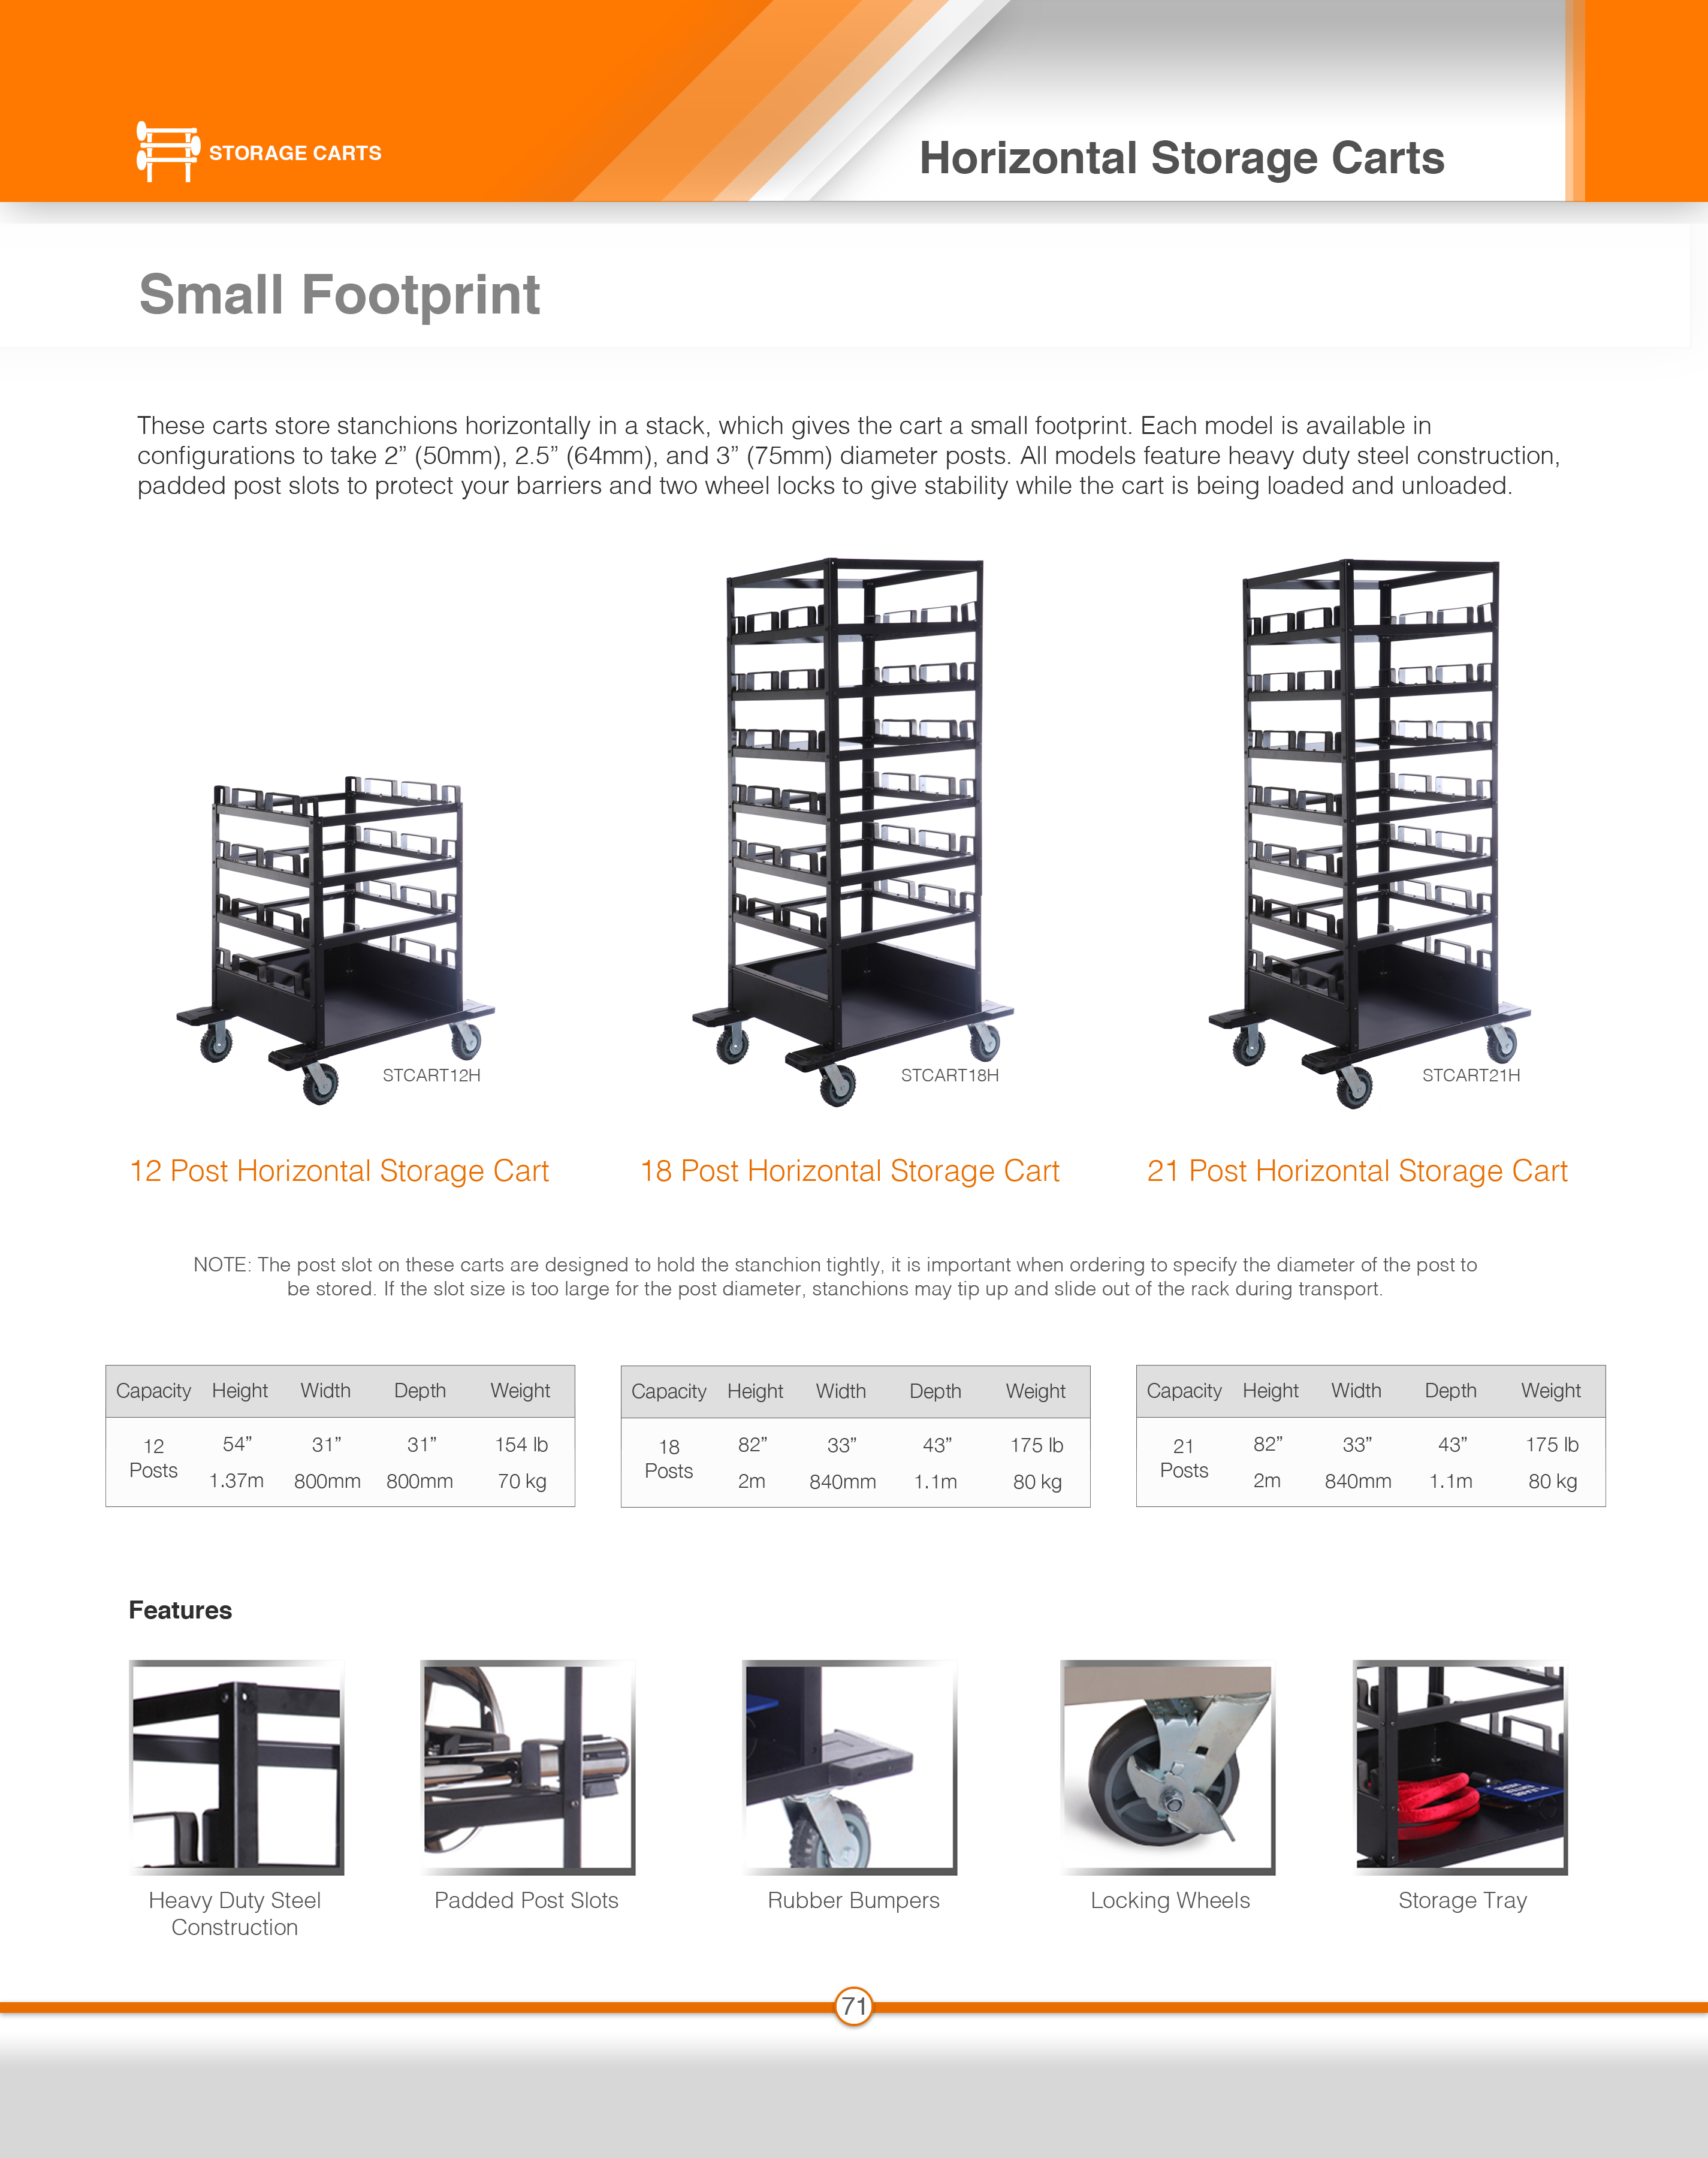 STORAGE CARTS
Horizontal Storage Carts
Small Footprint
These carts store stanchions horizontally in a stack, which gives the cart a small footprint. Each model is available in
configurations to take 2” (50mm), 2.5” (64mm), and 3” (75mm) diameter posts. All models feature heavy duty steel construction,
padded post slots to protect your barriers and two wheel locks to give stability while the cart is being loaded and unloaded.
STCART12H
STCART18H
STCART21H
12 Post Horizontal Storage Cart
18 Post Horizontal Storage Cart
21 Post Horizontal Storage Cart
NOTE: The post slot on these carts are designed to hold the stanchion tightly, it is important when ordering to specify the diameter of the post to
be stored. If the slot size is too large for the post diameter, stanchions may tip up and slide out of the rack during transport.
Capacity Height Width Depth Weight
12 Posts 54” 31” 31” 154 lb
1.37m 800mm 800mm 70 kg
Capacity Height Width Depth Weight
18 Posts 82” 33” 43” 175 lb
2m 840mm 1.1m 80 kg
Capacity Height Width Depth Weight
21 Posts 82” 33” 43” 175 lb
2m 840mm 1.1m 80 kg
Features
Heavy Duty Steel
Construction
Padded Post Slots
Rubber Bumpers
Locking Wheels
Storage Tray
71